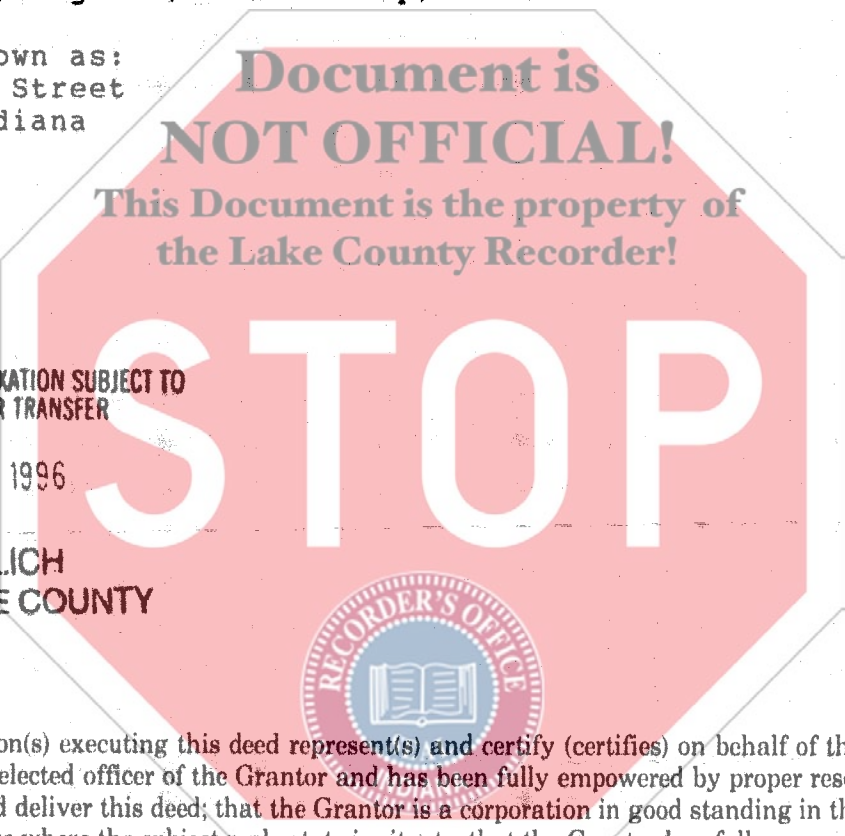 own as:
Street
diana
Document is
NOT OFFICIAL!
This Document is the property of
the Lake County Recorder!
STOP
XATION SUBJECT TO
R TRANSFER
1996
LICH
E COUNTY
RECORDER'S OFFICE
on(s) executing this deed represent(s) and certify (certifies) on behalf of th
elected officer of the Grantor and has been fully empowered by proper reso
d deliver this deed; that the Grantor is a corporation in good standing in th